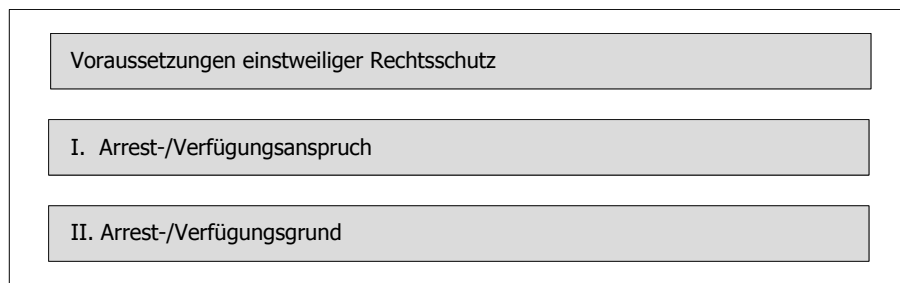 Voraussetzungen einstweiliger Rechtsschutz
I. Arrest-/Verfügungsanspruch
II. Arrest-/Verfügungsgrund